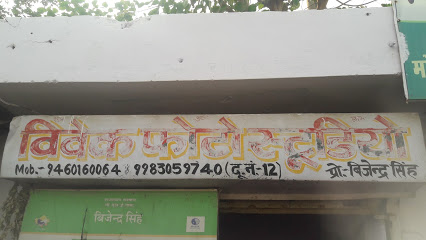 विवेक फोटो स्टूडियो
Mob.- 9460160064 9983059740 (दू.नं.-12) प्रो.- बिजेन्द्र सिंह
बिजेन्द्र सिंह